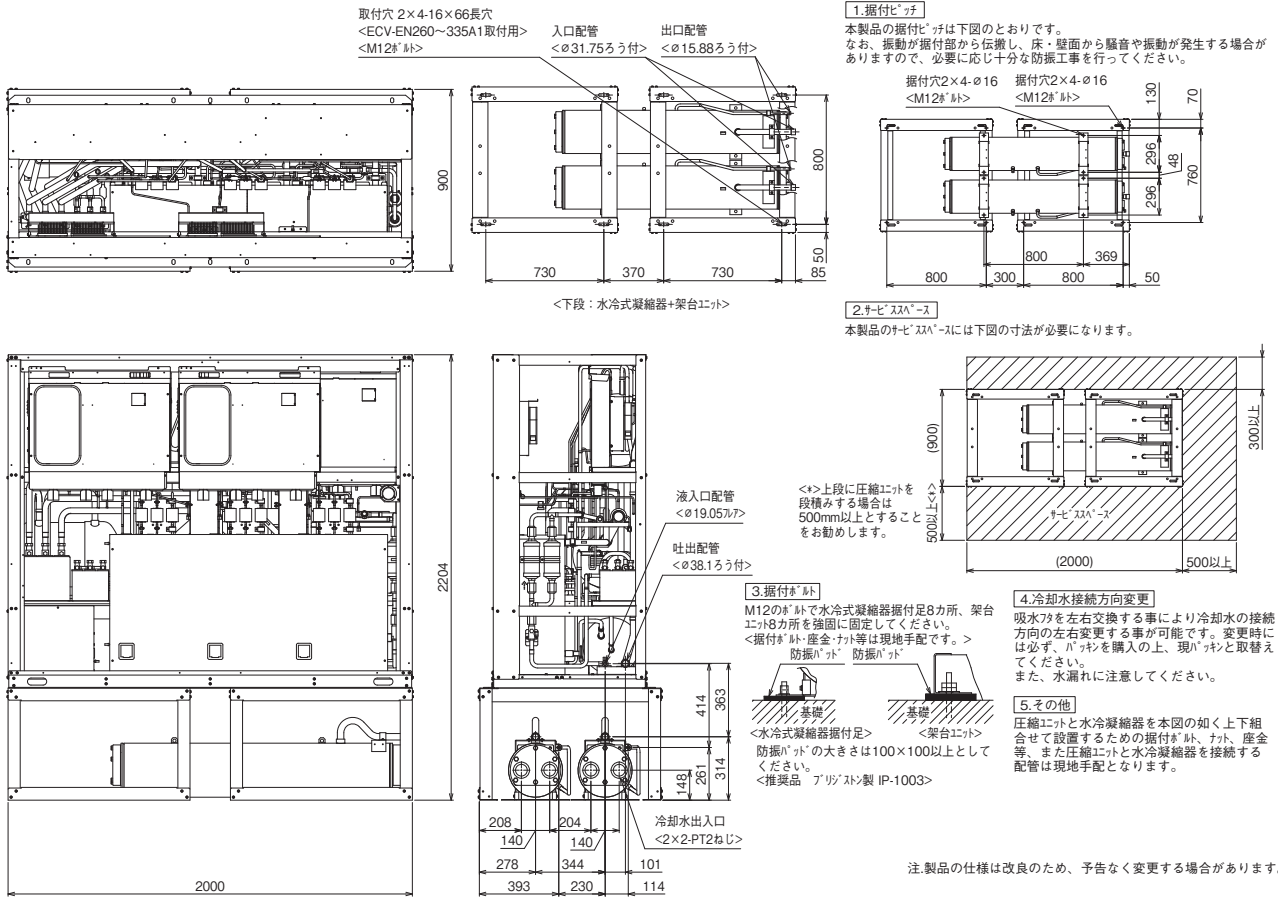 取付穴 2×4-16×66長穴
<ECV-EN260～335A1取付用>
<M12ﾎﾞﾙﾄ>
入口配管
<ø31.75ろう付>
出口配管
<ø15.88ろう付>
900
800
50
730
370
730
85
<下段：水冷式凝縮器+架台ﾕﾆｯﾄ>
1.据付ﾋﾟｯﾁ
本製品の据付ﾋﾟｯﾁは下図のとおりです。
なお、振動が据付部から伝搬し、床・壁面から騒音や振動が発生する場合が
ありますので、必要に応じ十分な防振工事を行ってください。
据付穴2×4-ø16
<M12ﾎﾞﾙﾄ>
据付穴2×4-ø16
<M12ﾎﾞﾙﾄ>
130
70
296
48
296
760
800
369
800
300
800
50
2.ｻｰﾋﾞｽｽﾍﾟｰｽ
本製品のｻｰﾋﾞｽｽﾍﾟｰｽには下図の寸法が必要になります。
300以上
(900)
500以上<*>
<*>上段に圧縮ﾕﾆｯﾄを
段積みする場合は
500mm以上とすること
をお勧めします。
ｻｰﾋﾞｽｽﾍﾟｰｽ
(2000)
500以上
2204
2000
液入口配管
<ø19.05ﾌﾚｱ>
吐出配管
<ø38.1ろう付>
414
363
148
261
314
冷却水出入口
<2×2-PT2ねじ>
208
204
140
140
278
344
101
393
230
114
3.据付ﾎﾞﾙﾄ
M12のﾎﾞﾙﾄで水冷式凝縮器据付足8カ所、架台
ﾕﾆｯﾄ8カ所を強固に固定してください。
<据付ﾎﾞﾙﾄ･座金･ﾅｯﾄ等は現地手配です。>
防振ﾊﾟｯﾄﾞ
防振ﾊﾟｯﾄﾞ
基礎
基礎
<水冷式凝縮器据付足>
<架台ﾕﾆｯﾄ>
防振ﾊﾟｯﾄﾞの大きさは100×100以上として
ください。
<推奨品 ﾌﾞﾘｼﾞｽﾄﾝ製 IP-1003>
4.冷却水接続方向変更
吸水ﾌﾀを左右交換する事により冷却水の接続
方向の左右変更する事が可能です。変更時に
は必ず、ﾊﾟｯｷﾝを購入の上、現ﾊﾟｯｷﾝと取替え
てください。
また、水漏れに注意してください。
5.その他
圧縮ﾕﾆｯﾄと水冷凝縮器を本図の如く上下組
合せて設置するための据付ﾎﾞﾙﾄ、ﾅｯﾄ、座金
等、また圧縮ﾕﾆｯﾄと水冷凝縮器を接続する
配管は現地手配となります。
注.製品の仕様は改良のため、予告なく変更する場合があります。